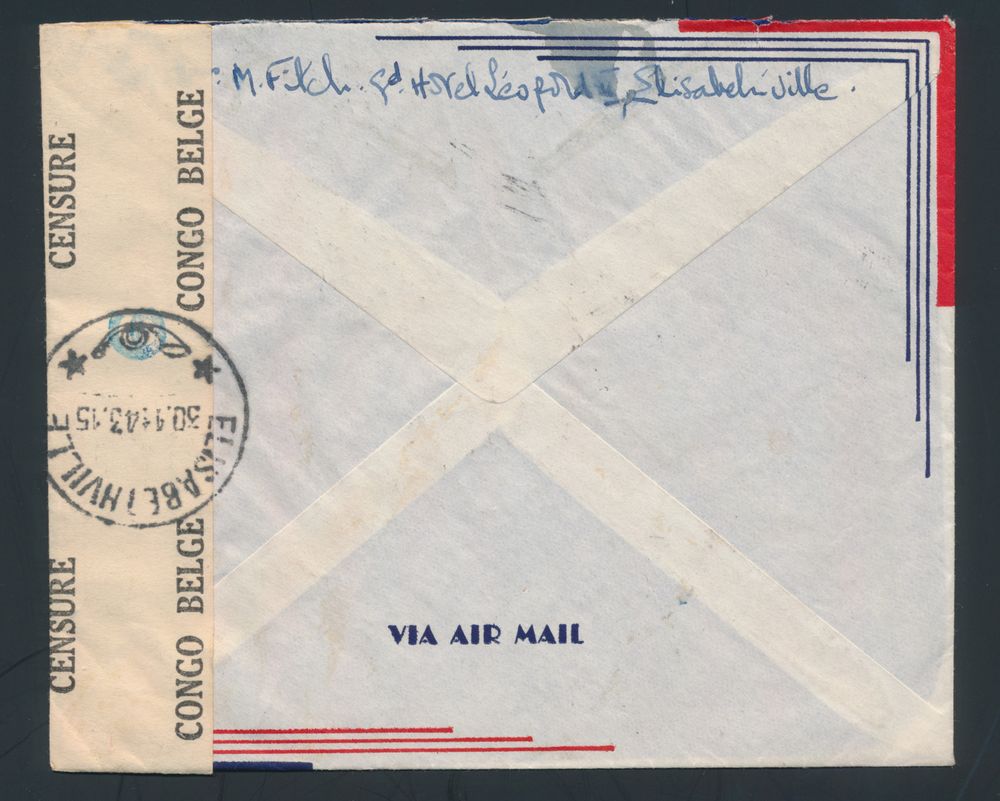 M. Fitch. Gd. Hotel Léopold II, Elisabethville.
CENSURE
CONGO BELGE
ELISABETHVILLE
30.11 43.15
CENSURE
CONGO BELGE
VIA AIR MAIL